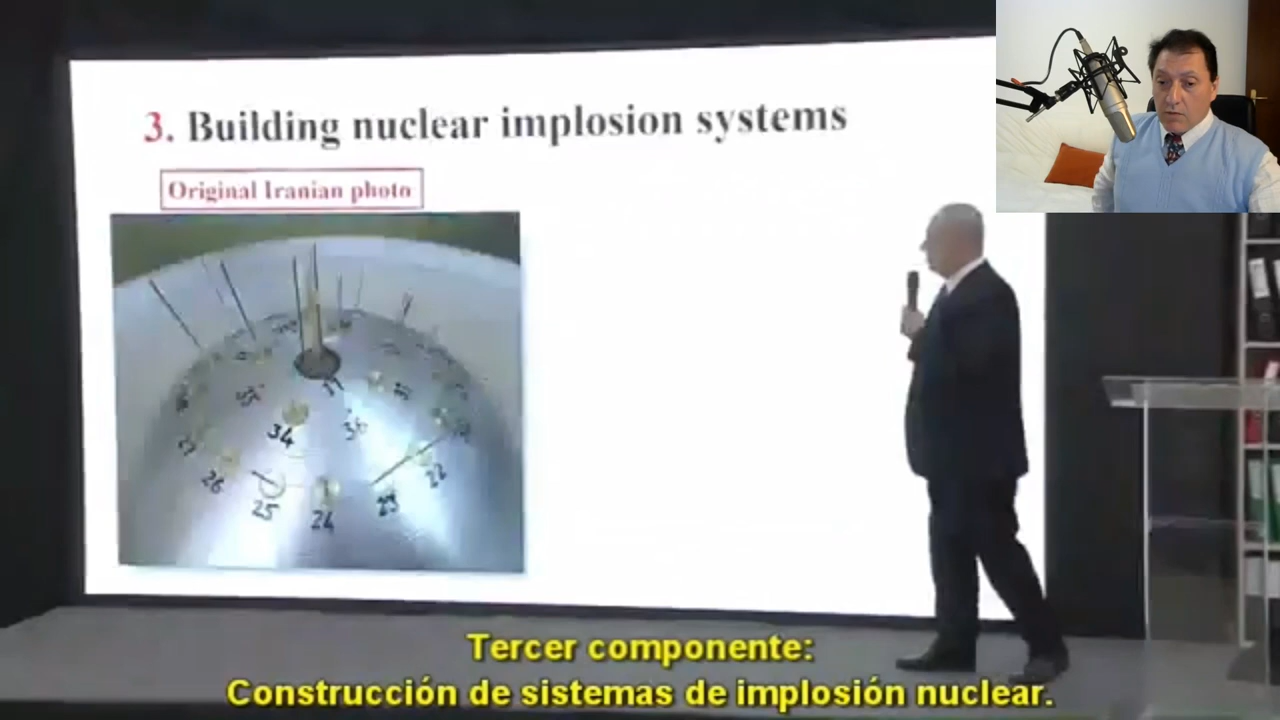 3. Building nuclear implosion systems
Original Iranian photo
34
36
26
22
25
24
23
Tercer componente:
Construcción de sistemas de implosión nuclear.